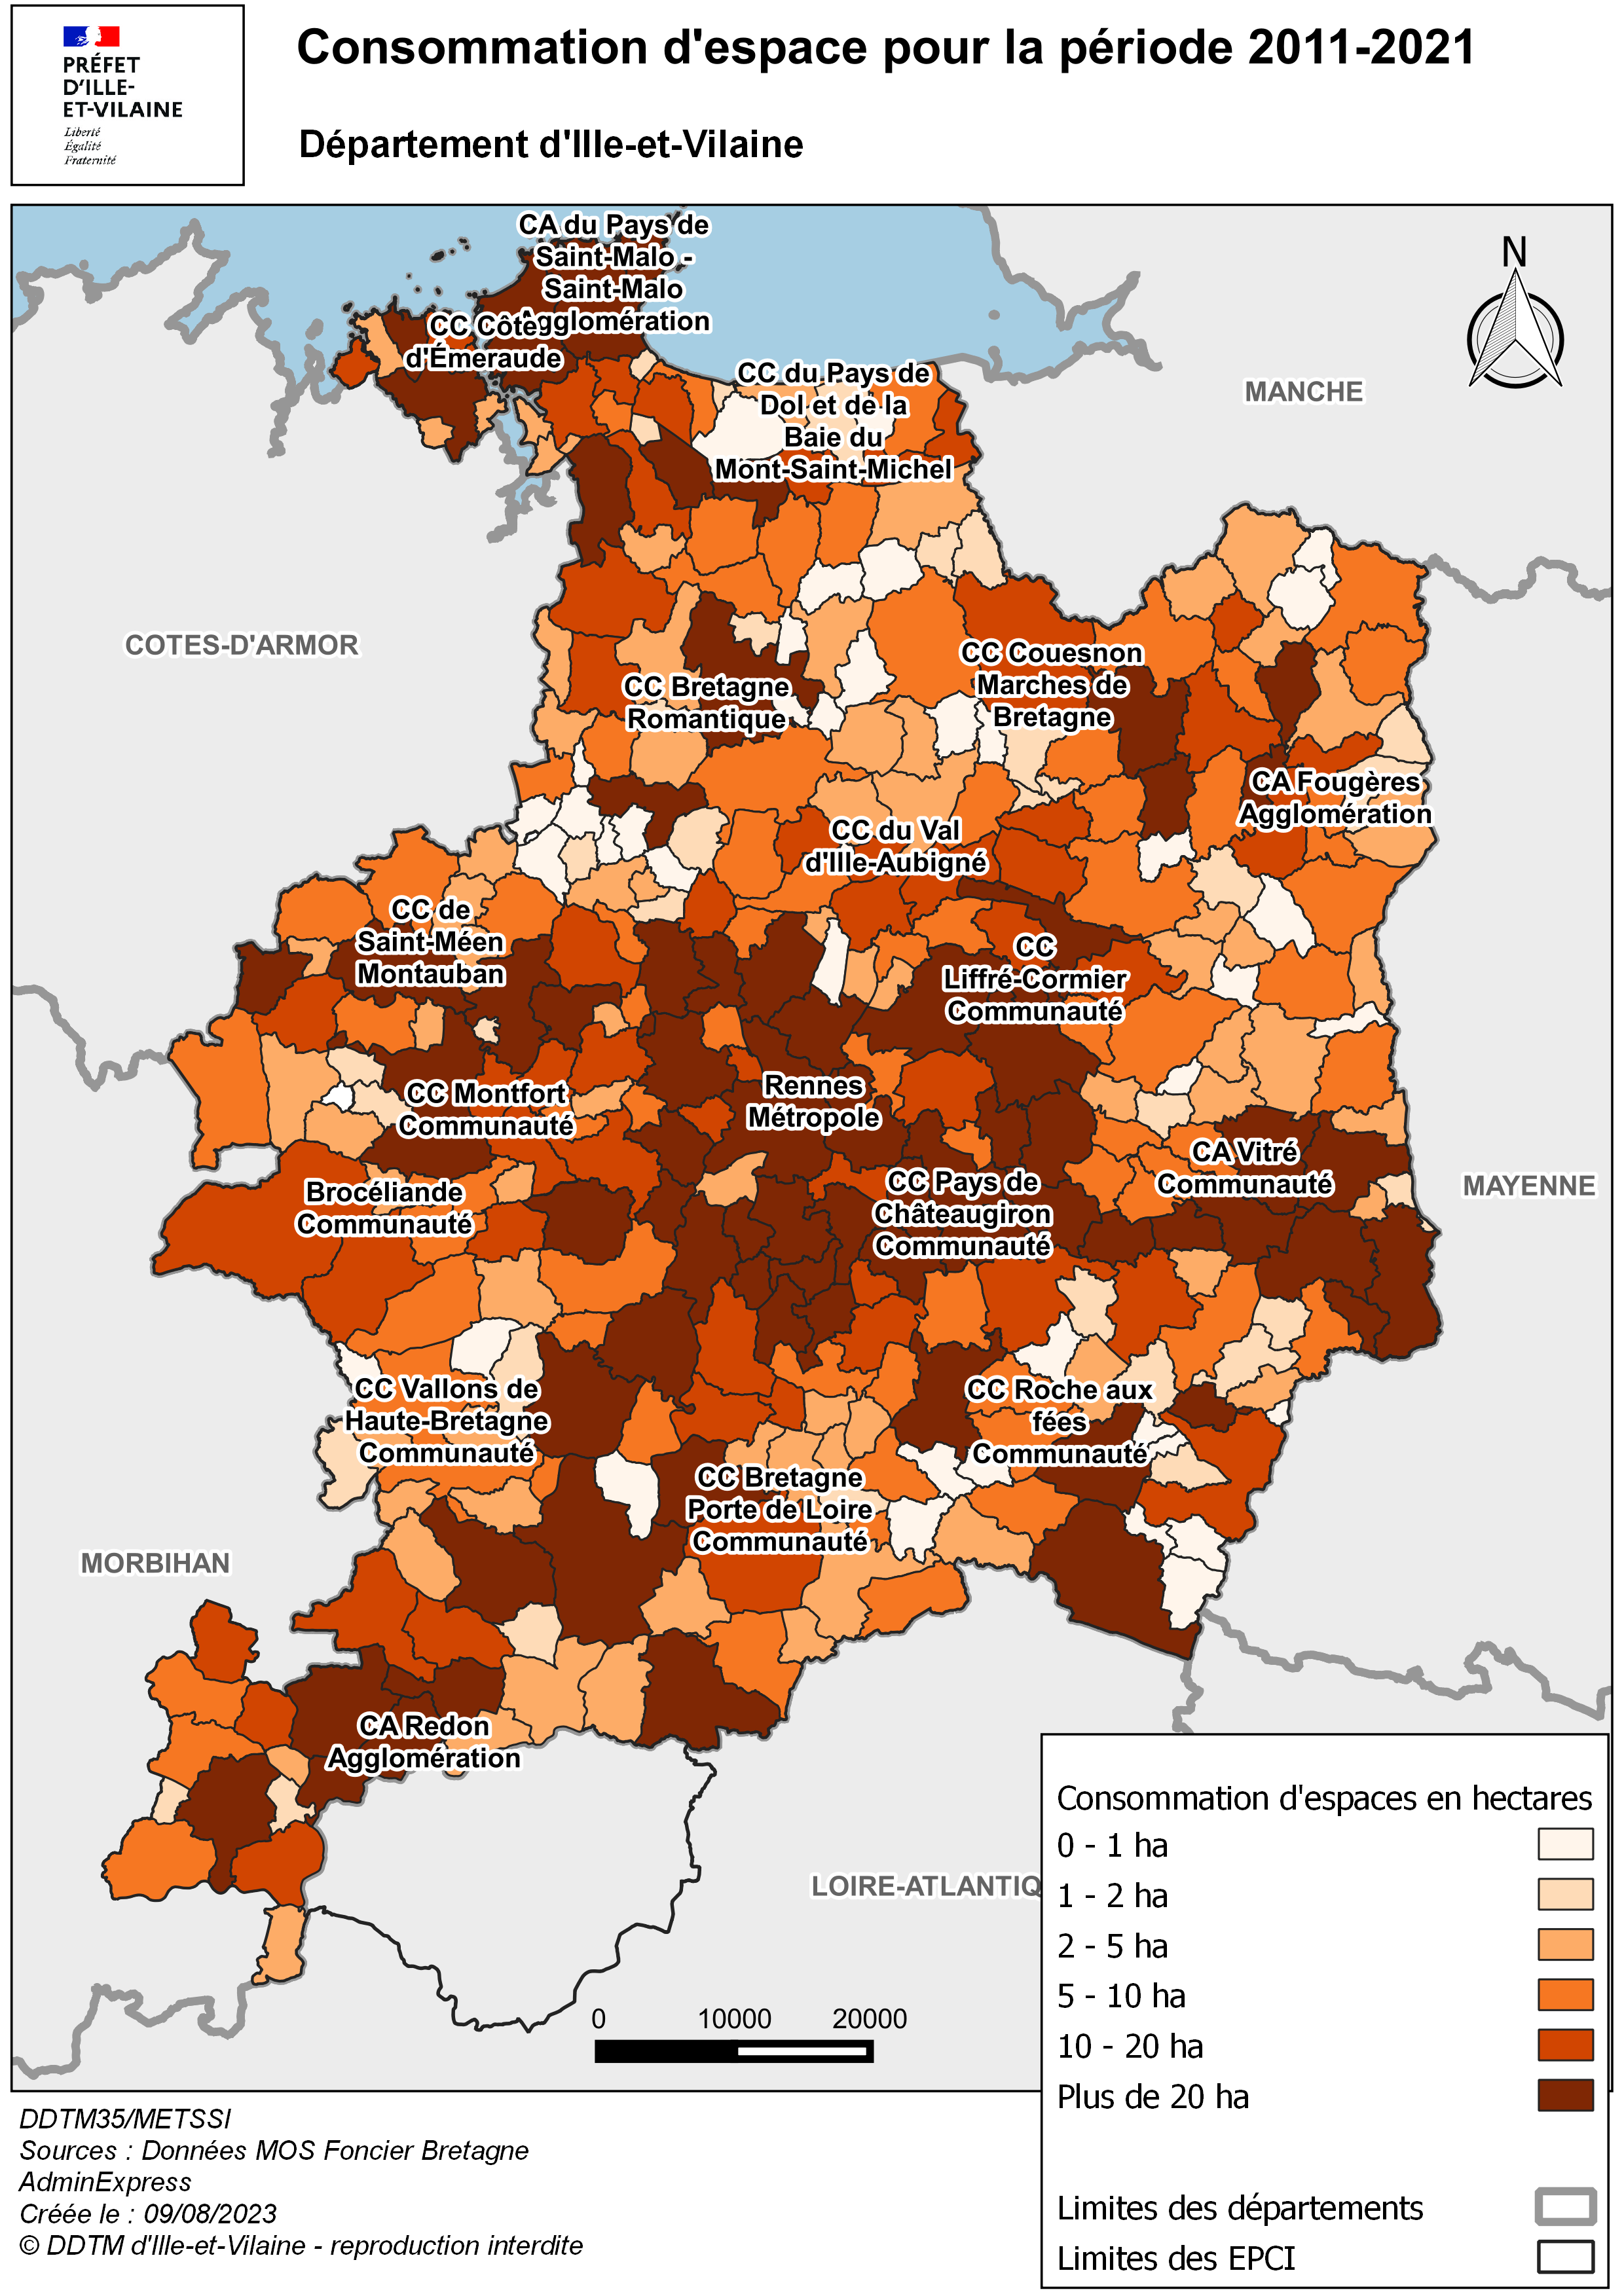 PRÉFET
D'ILLE-
ET-VILAINE
Liberté
Égalité
Fraternité
Consommation d'espace pour la période 2011-2021
Département d'Ille-et-Vilaine
CA du Pays de
Saint-Malo -
Saint-Malo
Agglomération
CC Côte
d'Émeraude
CC du Pays de
Dol et de la
Baie du
Mont-Saint-Michel
N
MANCHE
COTES-D'ARMOR
CC Bretagne
Romantique
CC Couesnon
Marches de
Bretagne
CA Fougères
Agglomération
CC du Val
d'Ille-Aubigné
CC de
Saint-Méen
Montauban
CC
Liffré-Cormier
Communauté
CC Montfort
Communauté
Rennes
Métropole
CA Vitré
Communauté
MAYENNE
Brocéliande
Communauté
CC Pays de
Châteaugiron
Communauté
CC Vallons de
Haute-Bretagne
Communauté
CC Roche aux
fées
Communauté
CC Bretagne
Porte de Loire
Communauté
MORBIHAN
CA Redon
Agglomération
LOIRE-ATLANTIQ
0 10000 20000
Consommation d'espaces en hectares
0 - 1 ha
1 - 2 ha
2 - 5 ha
5 - 10 ha
10 - 20 ha
Plus de 20 ha
Limites des départements
Limites des EPCI
DDTM35/METSSI
Sources : Données MOS Foncier Bretagne
AdminExpress
Créée le : 09/08/2023
© DDTM d'Ille-et-Vilaine - reproduction interdite